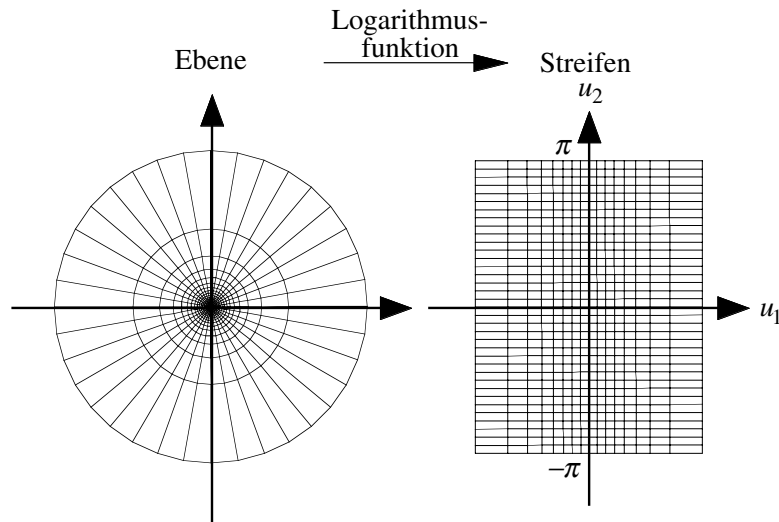 Logarithmus-
funktion
Ebene
Streifen
u₂
π
u₁
−π